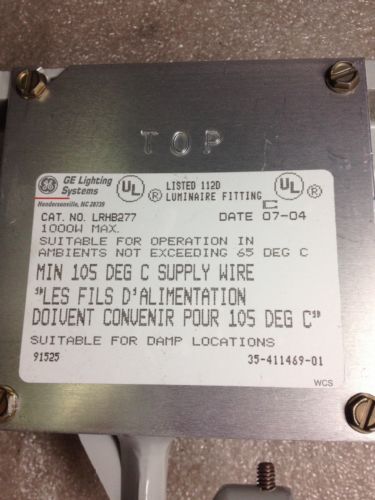 TOP
GE Lighting
Systems
Hendersonville, NC 28739
UL
LISTED 112D
LUMINAIRE FITTING
UL
C
CAT. NO. LRHB277
DATE 07-04
1000W MAX.
SUITABLE FOR OPERATION IN
AMBIENTS NOT EXCEEDING 65 DEG C
MIN 105 DEG C SUPPLY WIRE
"LES FILS D'ALIMENTATION
DOIVENT CONVENIR POUR 105 DEG C"
SUITABLE FOR DAMP LOCATIONS
91525
35-411469-01
WCS